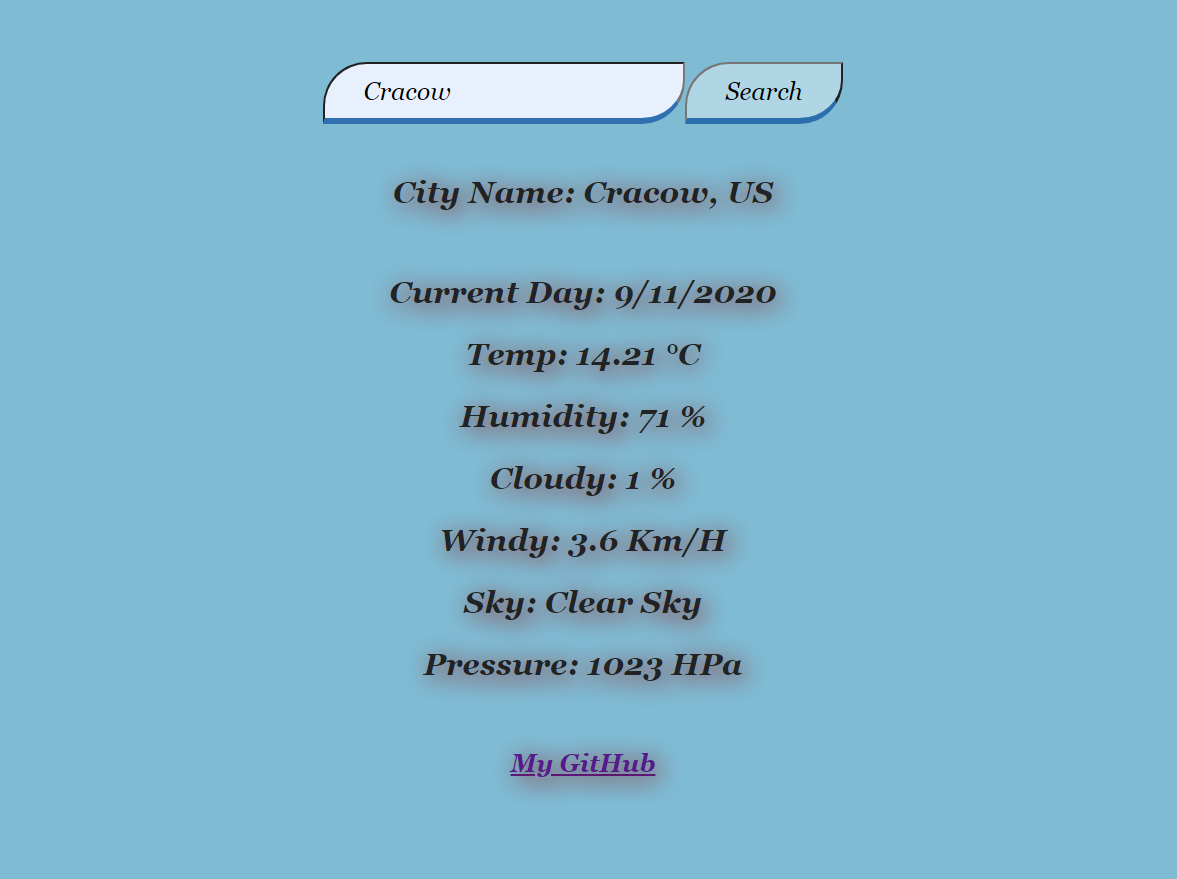 Cracow Search
City Name: Cracow, US
Current Day: 9/11/2020
Temp: 14.21 °C
Humidity: 71 %
Cloudy: 1 %
Windy: 3.6 Km/H
Sky: Clear Sky
Pressure: 1023 HPa
My GitHub